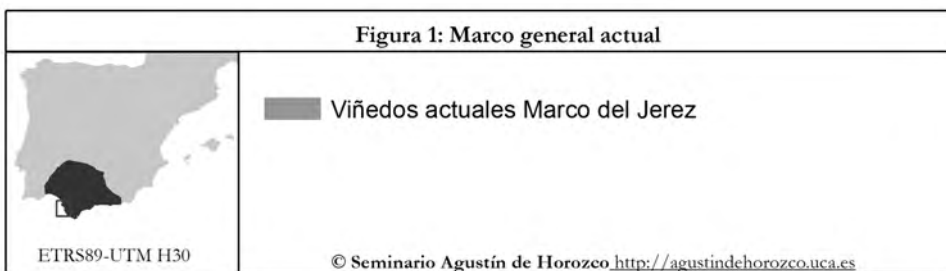 Figura 1: Marco general actual
Viñedos actuales Marco del Jerez
ETRS89-UTM H30
© Seminario Agustín de Horozco http://agustindehorozco.uca.es